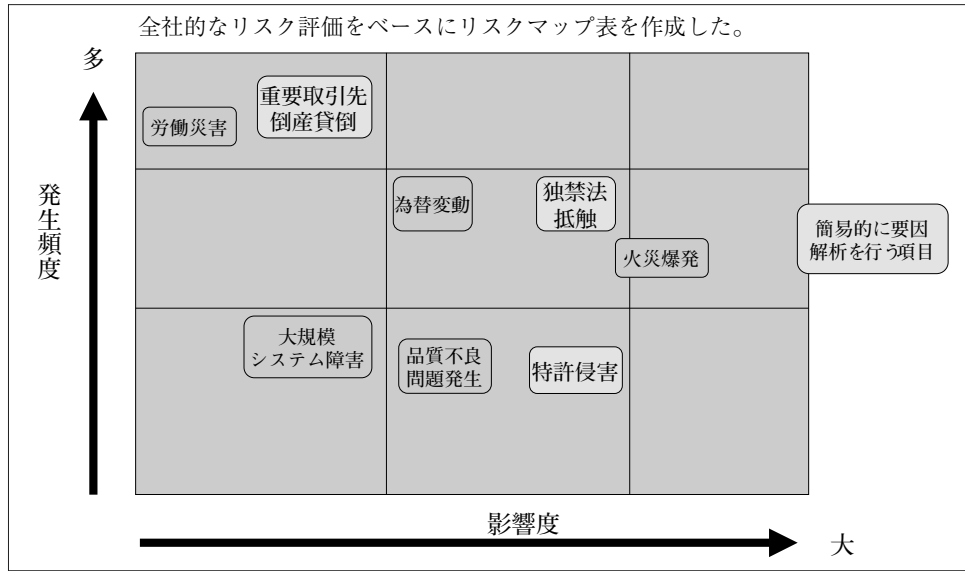 全社的なリスク評価をベースにリスクマップ表を作成した。
多
発生頻度
労働災害
重要取引先
倒産貸倒
為替変動
独禁法
抵触
火災爆発
簡易的に要因
解析を行う項目
大規模
システム障害
品質不良
問題発生
特許侵害
影響度
大